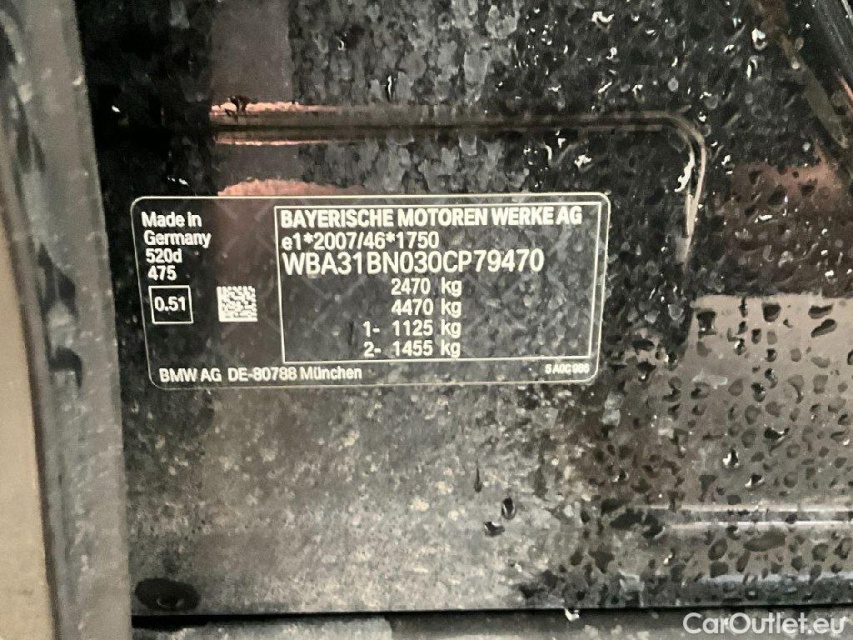 Made in
Germany
520d
475
0.51
BAYERISCHE MOTOREN WERKE AG
e1*2007/46*1750
WBA31BN030CP79470
2470 kg
4470 kg
1- 1125 kg
2- 1455 kg
BMW AG DE-80788 München
CarOutlet.eu